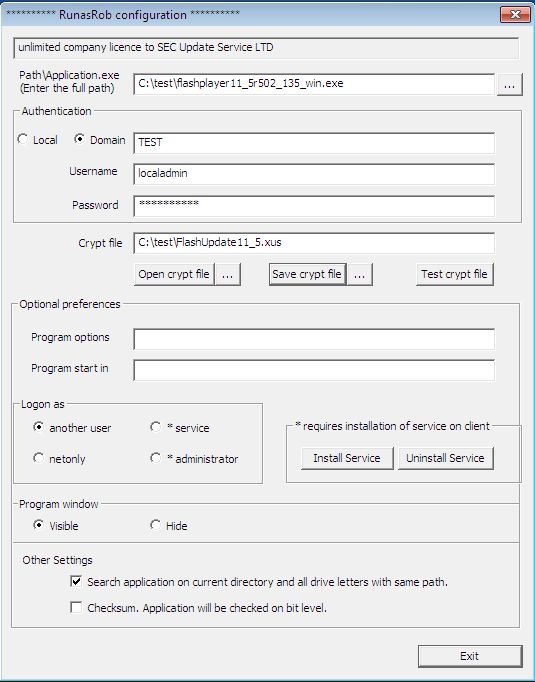 ********** RunasRob configuration **********
unlimited company licence to SEC Update Service LTD
Path\Application.exe
(Enter the full path)
C:\test\flashplayer11_5r502_135_win.exe
...
Authentication
Local Domain TEST
Username localadmin
Password **********
Crypt file C:\test\FlashUpdate11_5.xus
Open crypt file ... Save crypt file ... Test crypt file
Optional preferences
Program options
Program start in
Logon as
another user * service
netonly * administrator
* requires installation of service on client
Install Service Uninstall Service
Program window
Visible Hide
Other Settings
Search application on current directory and all drive letters with same path.
Checksum. Application will be checked on bit level.
Exit